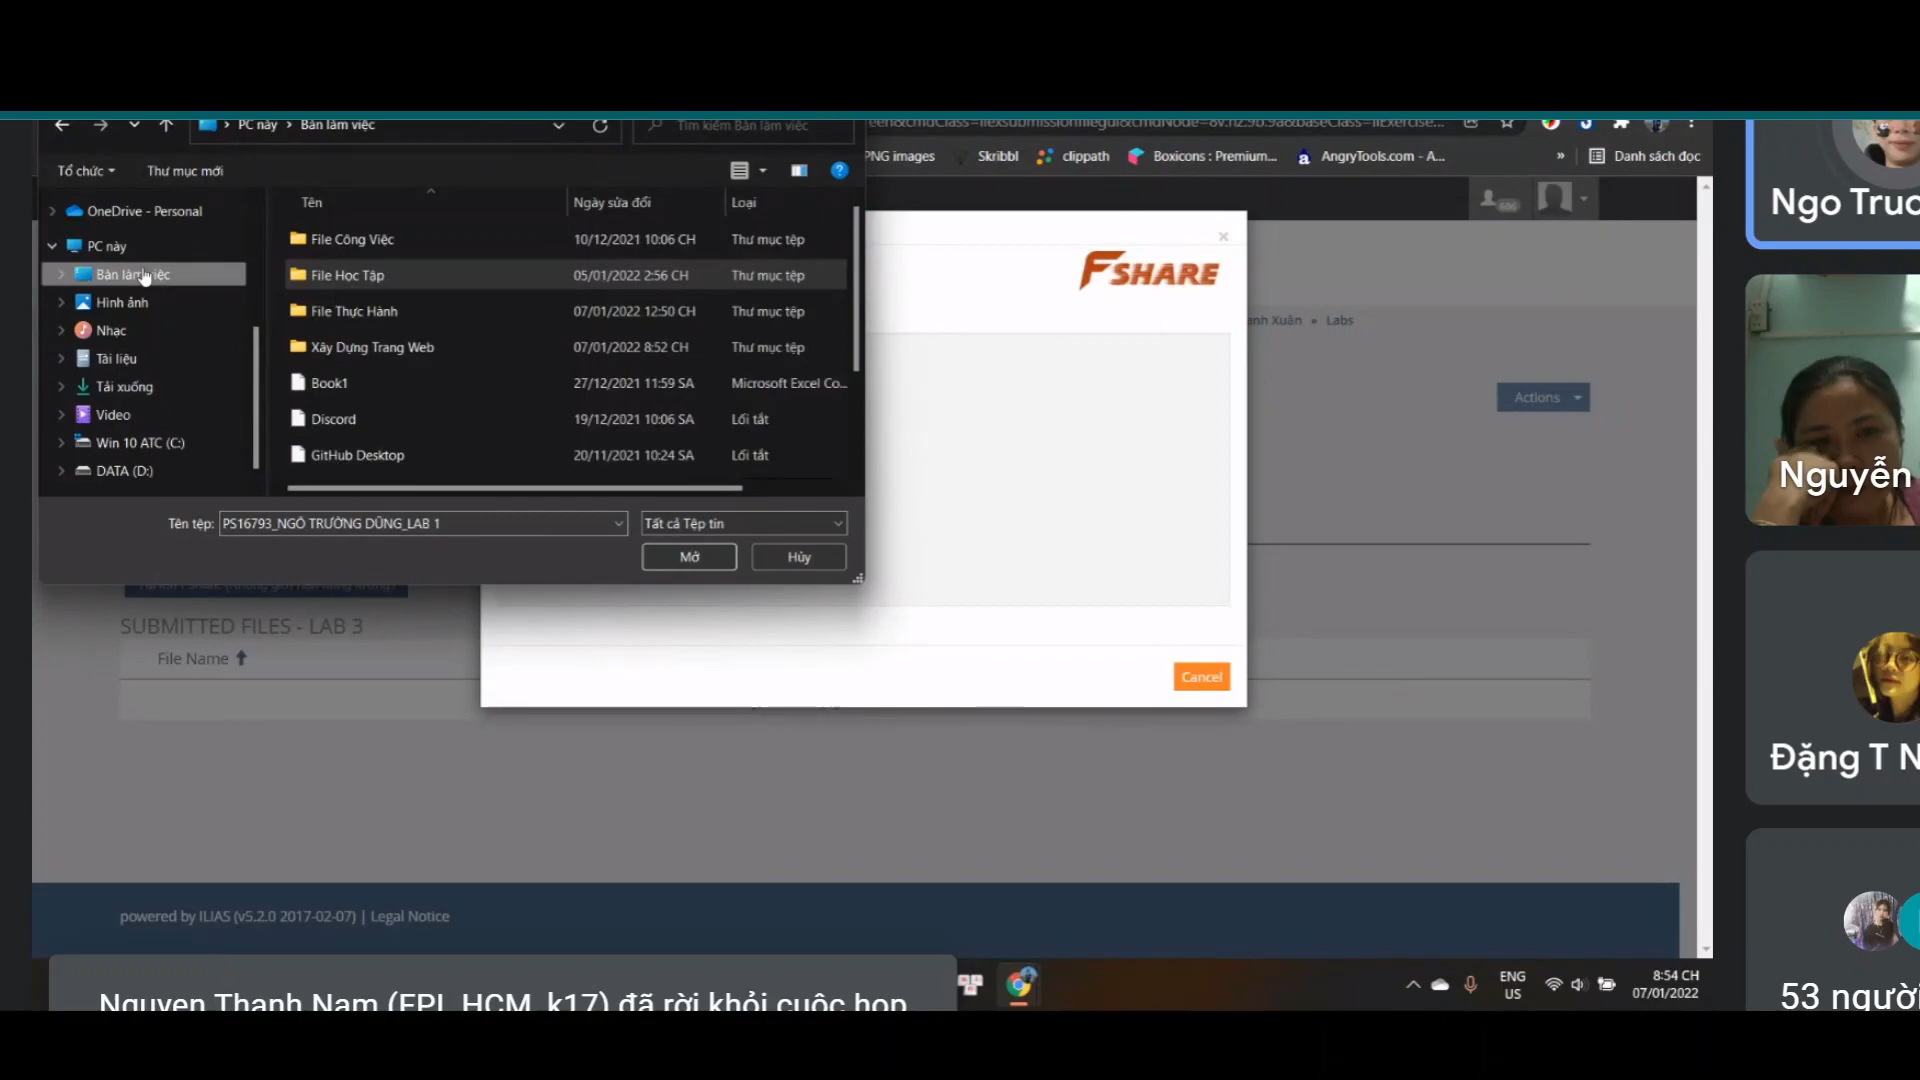 PC này > Bàn làm việc
Tìm kiếm Bàn làm việc
Tổ chức
Thư mục mới
PNG images
Skribbl
clippath
Boxicons : Premium...
AngryTools.com - A...
»
Danh sách đọc
OneDrive - Personal
PC này
Bàn làm việc
Hình ảnh
Nhạc
Tài liệu
Tải xuống
Video
Win 10 ATC (C:)
DATA (D:)
Tên
Ngày sửa đổi
Loại
File Công Việc
10/12/2021 10:06 CH
Thư mục tệp
File Học Tập
05/01/2022 2:56 CH
Thư mục tệp
File Thực Hành
07/01/2022 12:50 CH
Thư mục tệp
Xây Dựng Trang Web
07/01/2022 8:52 CH
Thư mục tệp
Book1
27/12/2021 11:59 SA
Microsoft Excel Co...
Discord
19/12/2021 10:06 SA
Lối tắt
GitHub Desktop
20/11/2021 10:24 SA
Lối tắt
Tên tệp:
PS16793_NGÔ TRƯỜNG DŨNG_LAB 1
Tất cả Tệp tin
Mở
Hủy
FSHARE
anh Xuân » Labs
Actions
SUBMITTED FILES - LAB 3
File Name
Cancel
powered by ILIAS (v5.2.0 2017-02-07) | Legal Notice
Nguyen Thanh Nam (FPL HCM_k17) đã rời khỏi cuộc họp
ENG
US
8:54 CH
07/01/2022
Ngo Truo
Nguyễn
Đặng T N
53 người